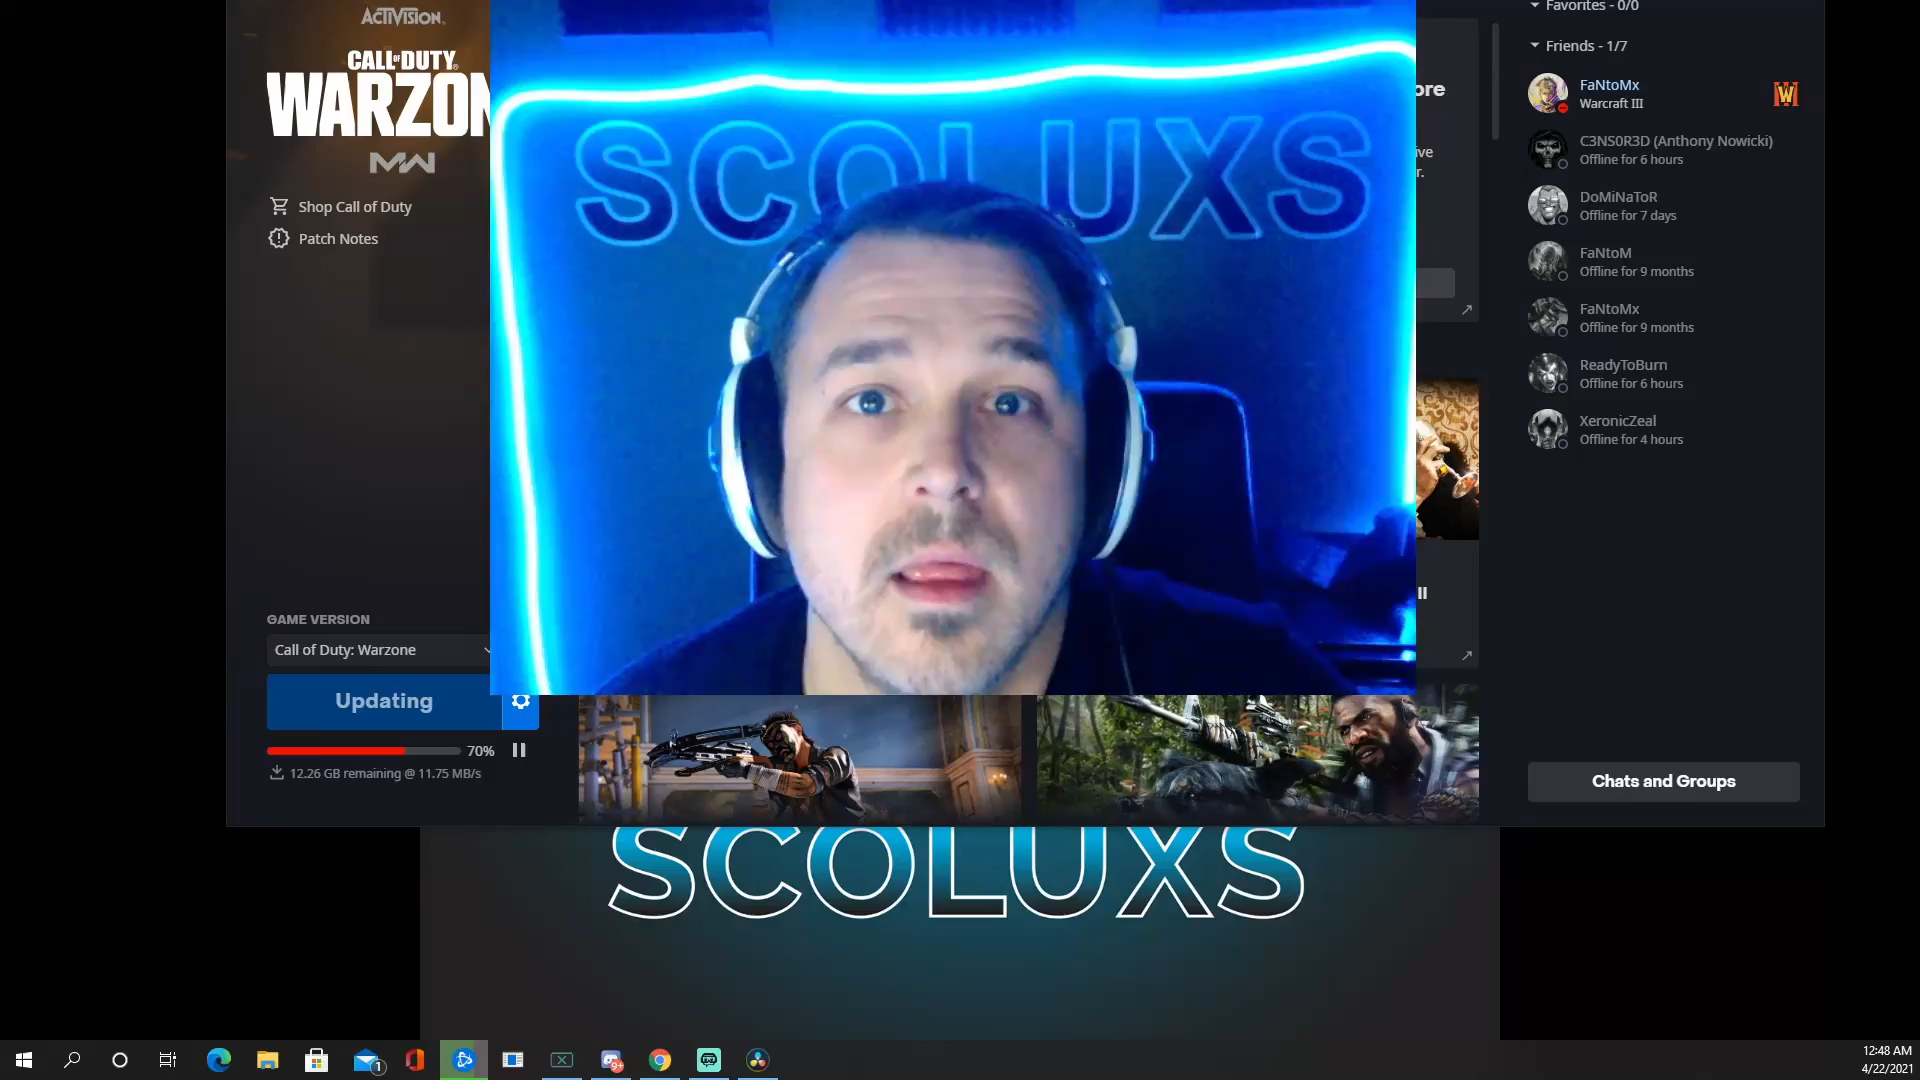 ACTIVISION
CALL OF DUTY
WARZON
MW
Shop Call of Duty
Patch Notes
GAME VERSION
Call of Duty: Warzone
Updating
70%
12.26 GB remaining @ 11.75 MB/s
SCOLUXS
ore
ive
r.
ll
Favorites - 0/0
Friends - 1/7
FaNtoMx
Warcraft III
C3NS0R3D (Anthony Nowicki)
Offline for 6 hours
DoMiNaToR
Offline for 7 days
FaNtoM
Offline for 9 months
FaNtoMx
Offline for 9 months
ReadyToBurn
Offline for 6 hours
XeronicZeal
Offline for 4 hours
Chats and Groups
SCOLUXS
1
9+
12:48 AM
4/22/2021